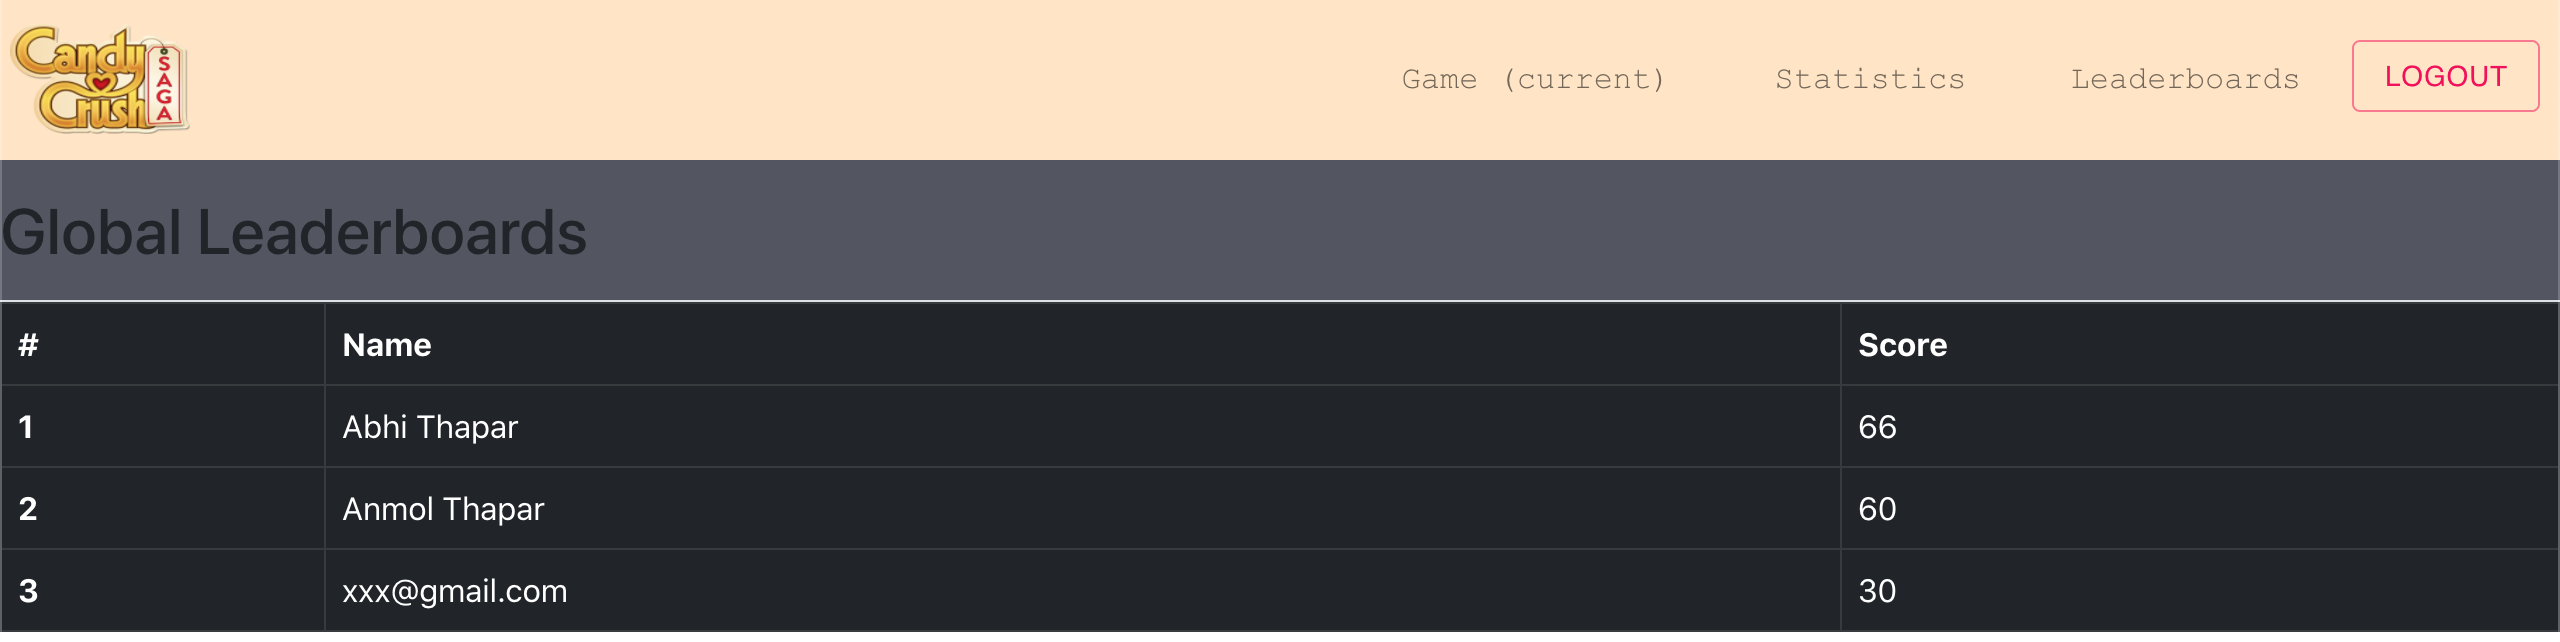 Candy Crush SAGA
Game (current) Statistics Leaderboards LOGOUT
Global Leaderboards
# Name Score
1 Abhi Thapar 66
2 Anmol Thapar 60
3 xxx@gmail.com 30